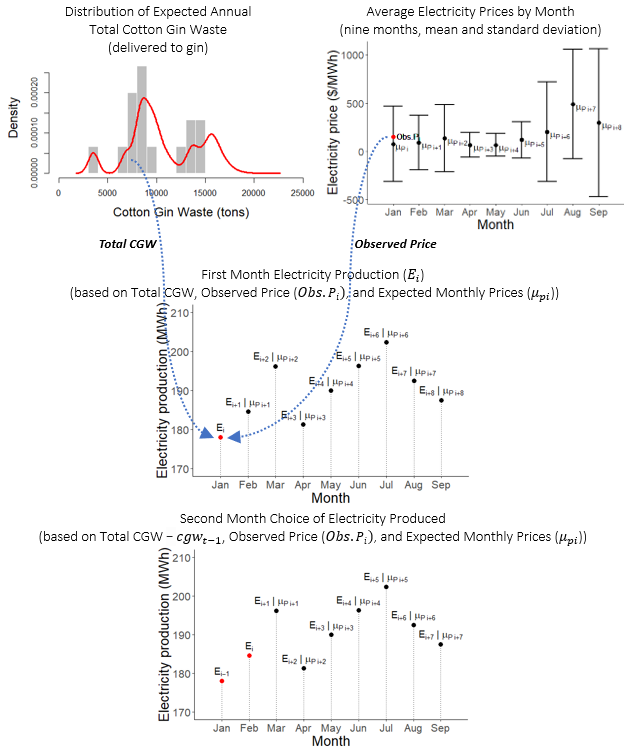 Distribution of Expected Annual
Total Cotton Gin Waste
(delivered to gin)
Density
0.00000 0.00010 0.00020
0 5000 10000 15000 20000 25000
Cotton Gin Waste (tons)
Average Electricity Prices by Month
(nine months, mean and standard deviation)
Electricity price ($/MWh)
1000
500
0
-500
Obs.P
μPi μPi+1 μPi+2 μPi+3 μPi+4 μPi+5 μPi+6 μPi+7 μPi+8
Jan Feb Mar Apr May Jun Jul Aug Sep
Month
Total CGW
Observed Price
First Month Electricity Production (Ei)
(based on Total CGW, Observed Price (Obs.Pi), and Expected Monthly Prices (μpi))
Electricity production (MWh)
210
200
190
180
170
Ei
Ei+1 | μPi+1
Ei+2 | μPi+2
Ei+3 | μPi+3
Ei+4 | μPi+4
Ei+5 | μPi+5
Ei+6 | μPi+6
Ei+7 | μPi+7
Ei+8 | μPi+8
Jan Feb Mar Apr May Jun Jul Aug Sep
Month
Second Month Choice of Electricity Produced
(based on Total CGW − cgwt−1, Observed Price (Obs.Pi), and Expected Monthly Prices (μpi))
Electricity production (MWh)
210
200
190
180
170
Ei−1
Ei
Ei+1 | μPi+1
Ei+2 | μPi+2
Ei+3 | μPi+3
Ei+4 | μPi+4
Ei+5 | μPi+5
Ei+6 | μPi+6
Ei+7 | μPi+7
Jan Feb Mar Apr May Jun Jul Aug Sep
Month